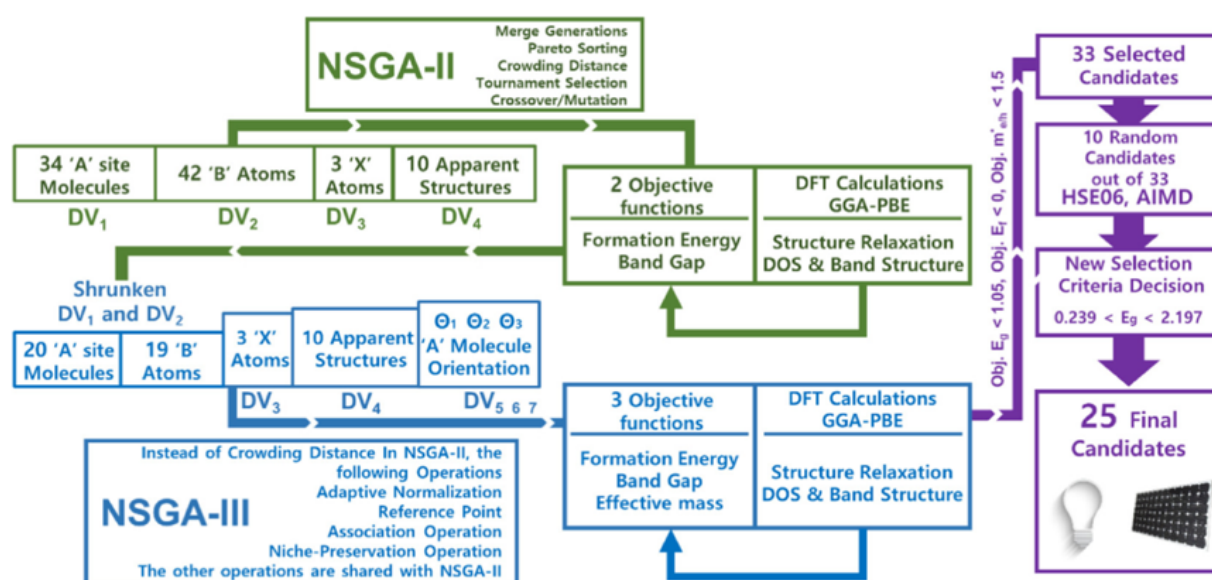 NSGA-II
Merge Generations
Pareto Sorting
Crowding Distance
Tournament Selection
Crossover/Mutation
34 'A' site
Molecules
42 'B' Atoms
3 'X'
Atoms
10 Apparent
Structures
DV₁
DV₂
DV₃
DV₄
2 Objective
functions
Formation Energy
Band Gap
DFT Calculations
GGA-PBE
Structure Relaxation
DOS & Band Structure
Shrunken
DV₁ and DV₂
20 'A' site
Molecules
19 'B'
Atoms
3 'X'
Atoms
10 Apparent
Structures
Θ₁ Θ₂ Θ₃
'A' Molecule
Orientation
DV₃
DV₄
DV₅ ₆ ₇
3 Objective
functions
Formation Energy
Band Gap
Effective mass
DFT Calculations
GGA-PBE
Structure Relaxation
DOS & Band Structure
NSGA-III
Instead of Crowding Distance In NSGA-II, the
following Operations
Adaptive Normalization
Reference Point
Association Operation
Niche-Preservation Operation
The other operations are shared with NSGA-II
Obj. E_g < 1.05, Obj. E_f < 0, Obj. m*_e/h < 1.5
33 Selected
Candidates
10 Random
Candidates
out of 33
HSE06, AIMD
New Selection
Criteria Decision
0.239 < E_g < 2.197
25 Final
Candidates